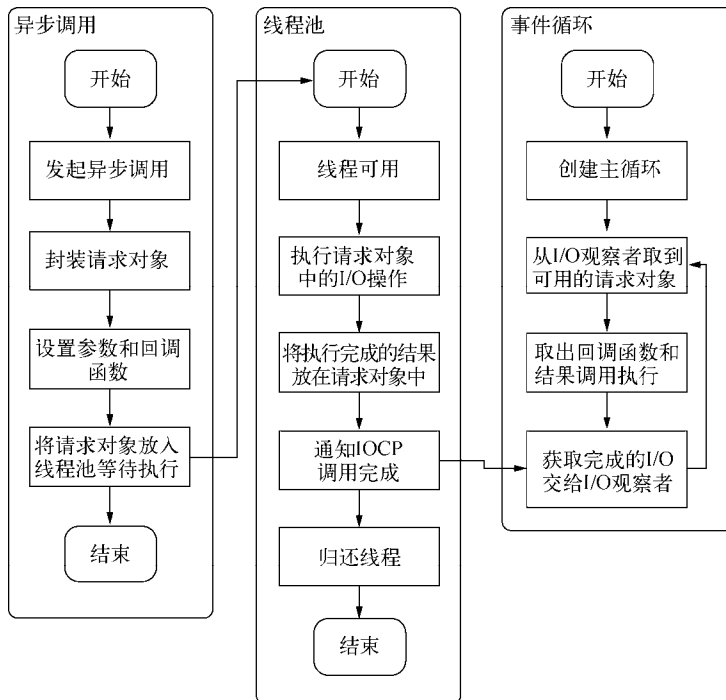 异步调用
开始
发起异步调用
封装请求对象
设置参数和回调
函数
将请求对象放入
线程池等待执行
结束
线程池
开始
线程可用
执行请求对象
中的I/O操作
将执行完成的结果
放在请求对象中
通知IOCP
调用完成
归还线程
结束
事件循环
开始
创建主循环
从I/O观察者取到
可用的请求对象
取出回调函数和
结果调用执行
获取完成的I/O
交给I/O观察者